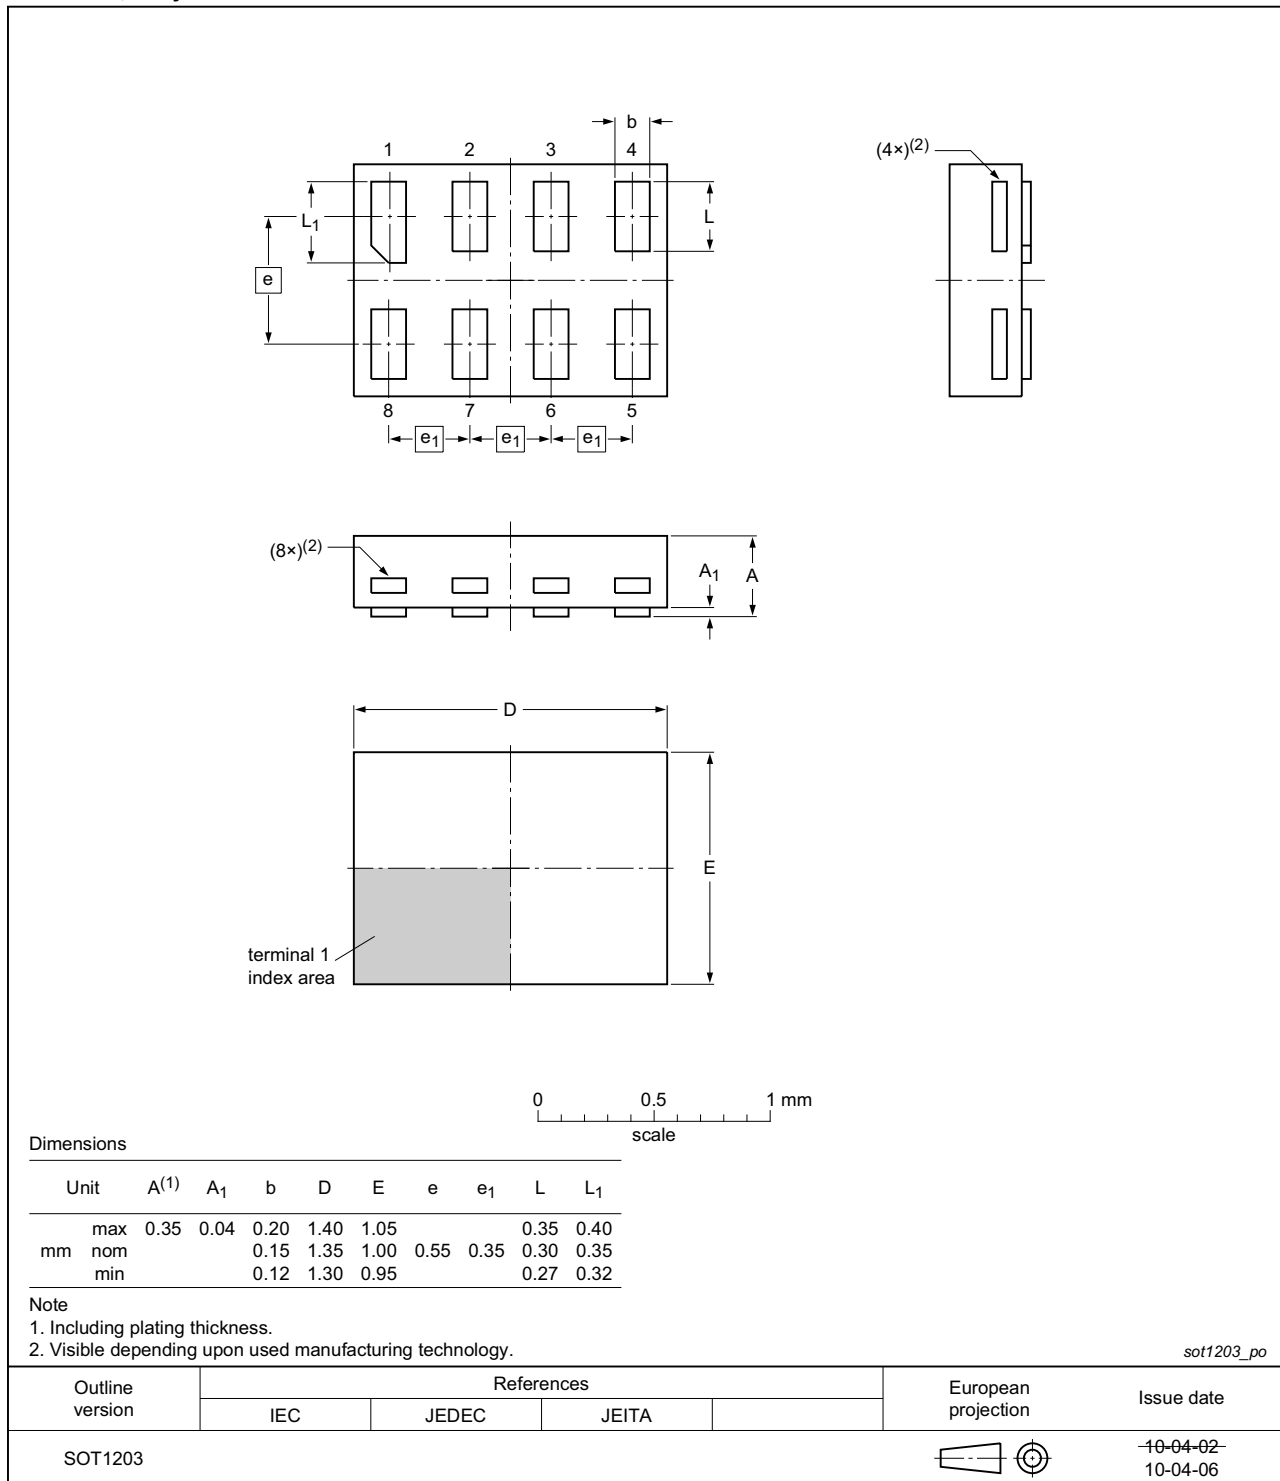 b
1 2 3 4
(4×)(2)
L1
L
e
8 7 6 5
e1 e1 e1
(8×)(2)
A1
A
D
E
terminal 1
index area
0 0.5 1 mm
scale
Dimensions
Unit A(1) A1 b D E e e1 L L1
max 0.35 0.04 0.20 1.40 1.05 0.35 0.40
mm nom 0.15 1.35 1.00 0.55 0.35 0.30 0.35
min 0.12 1.30 0.95 0.27 0.32
Note
1. Including plating thickness.
2. Visible depending upon used manufacturing technology.
sot1203_po
Outline
version
References
IEC JEDEC JEITA
European
projection
Issue date
SOT1203
10-04-02
10-04-06